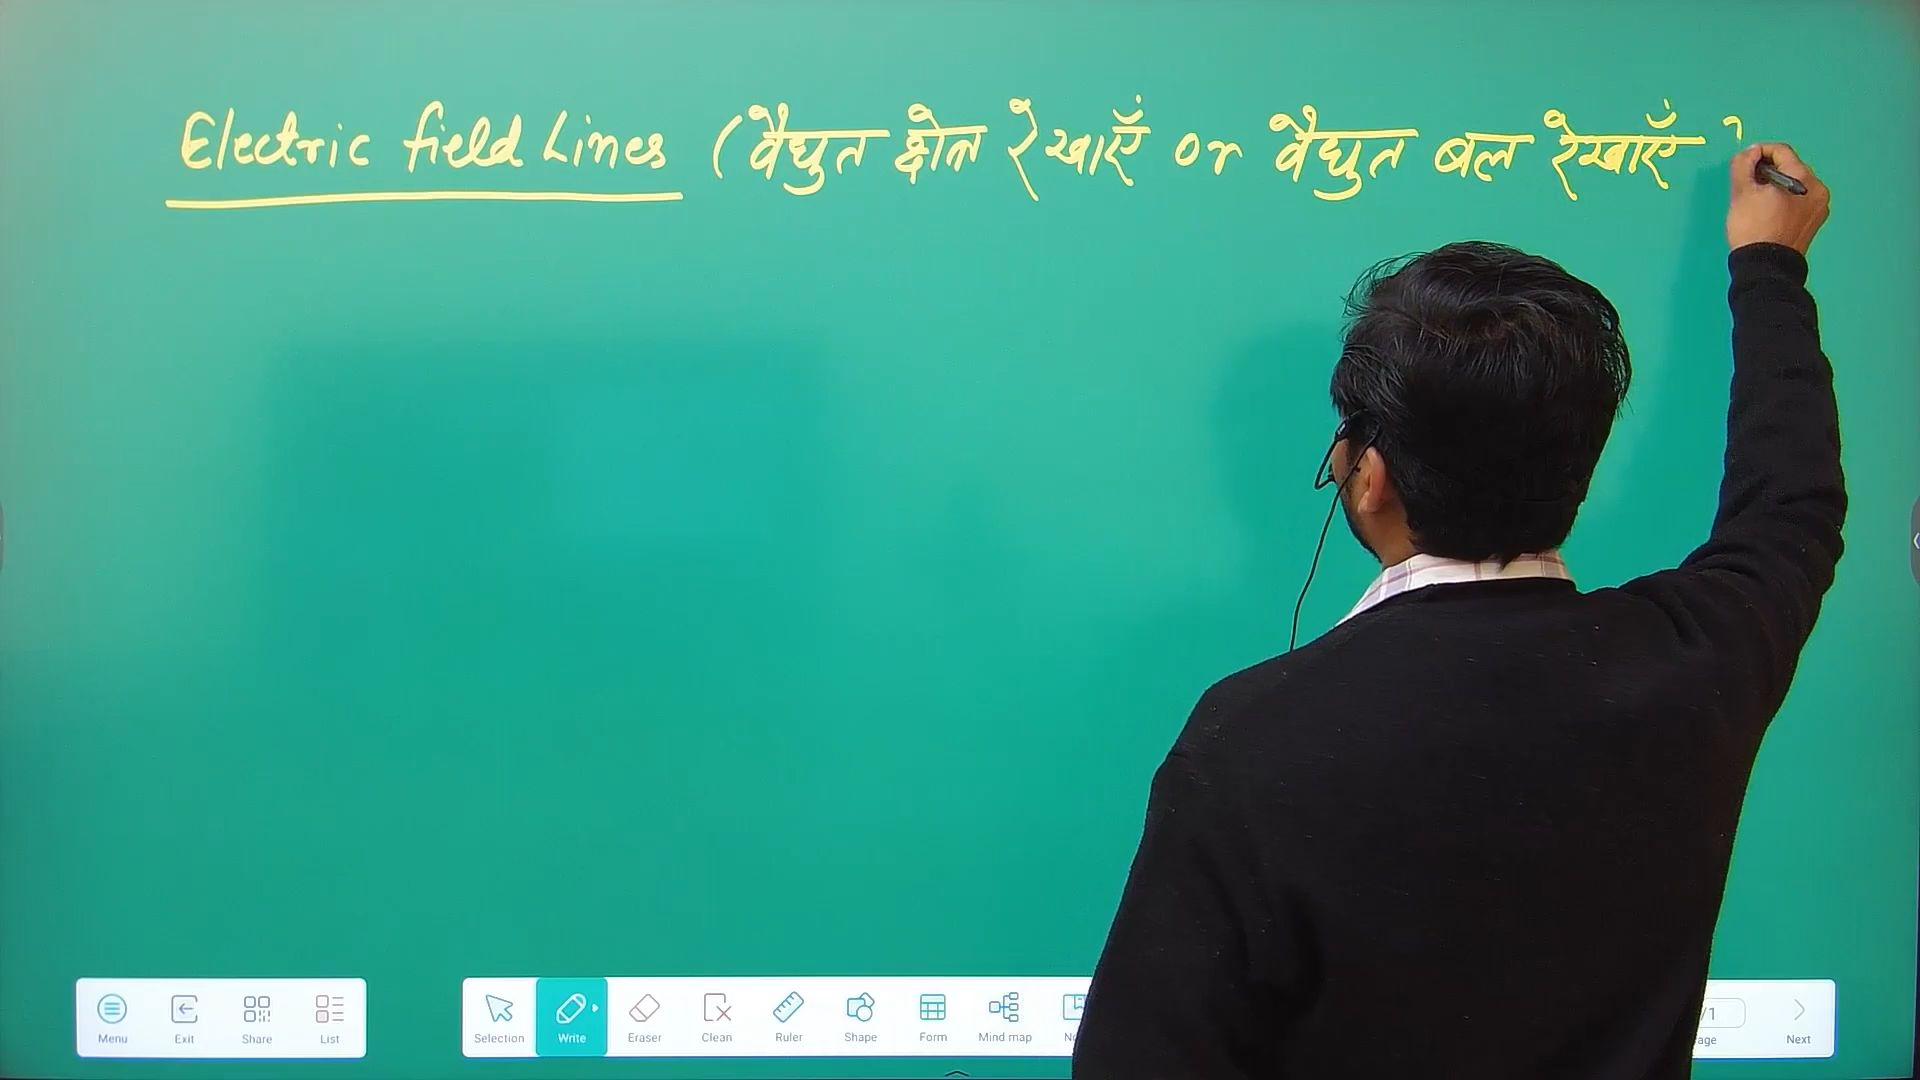 Electric field Lines (वैद्युत क्षेत्र रेखाएँ or वैद्युत बल रेखाएँ )
Menu Exit Share List Selection Write Eraser Clean Ruler Shape Form Mind map /1 Next